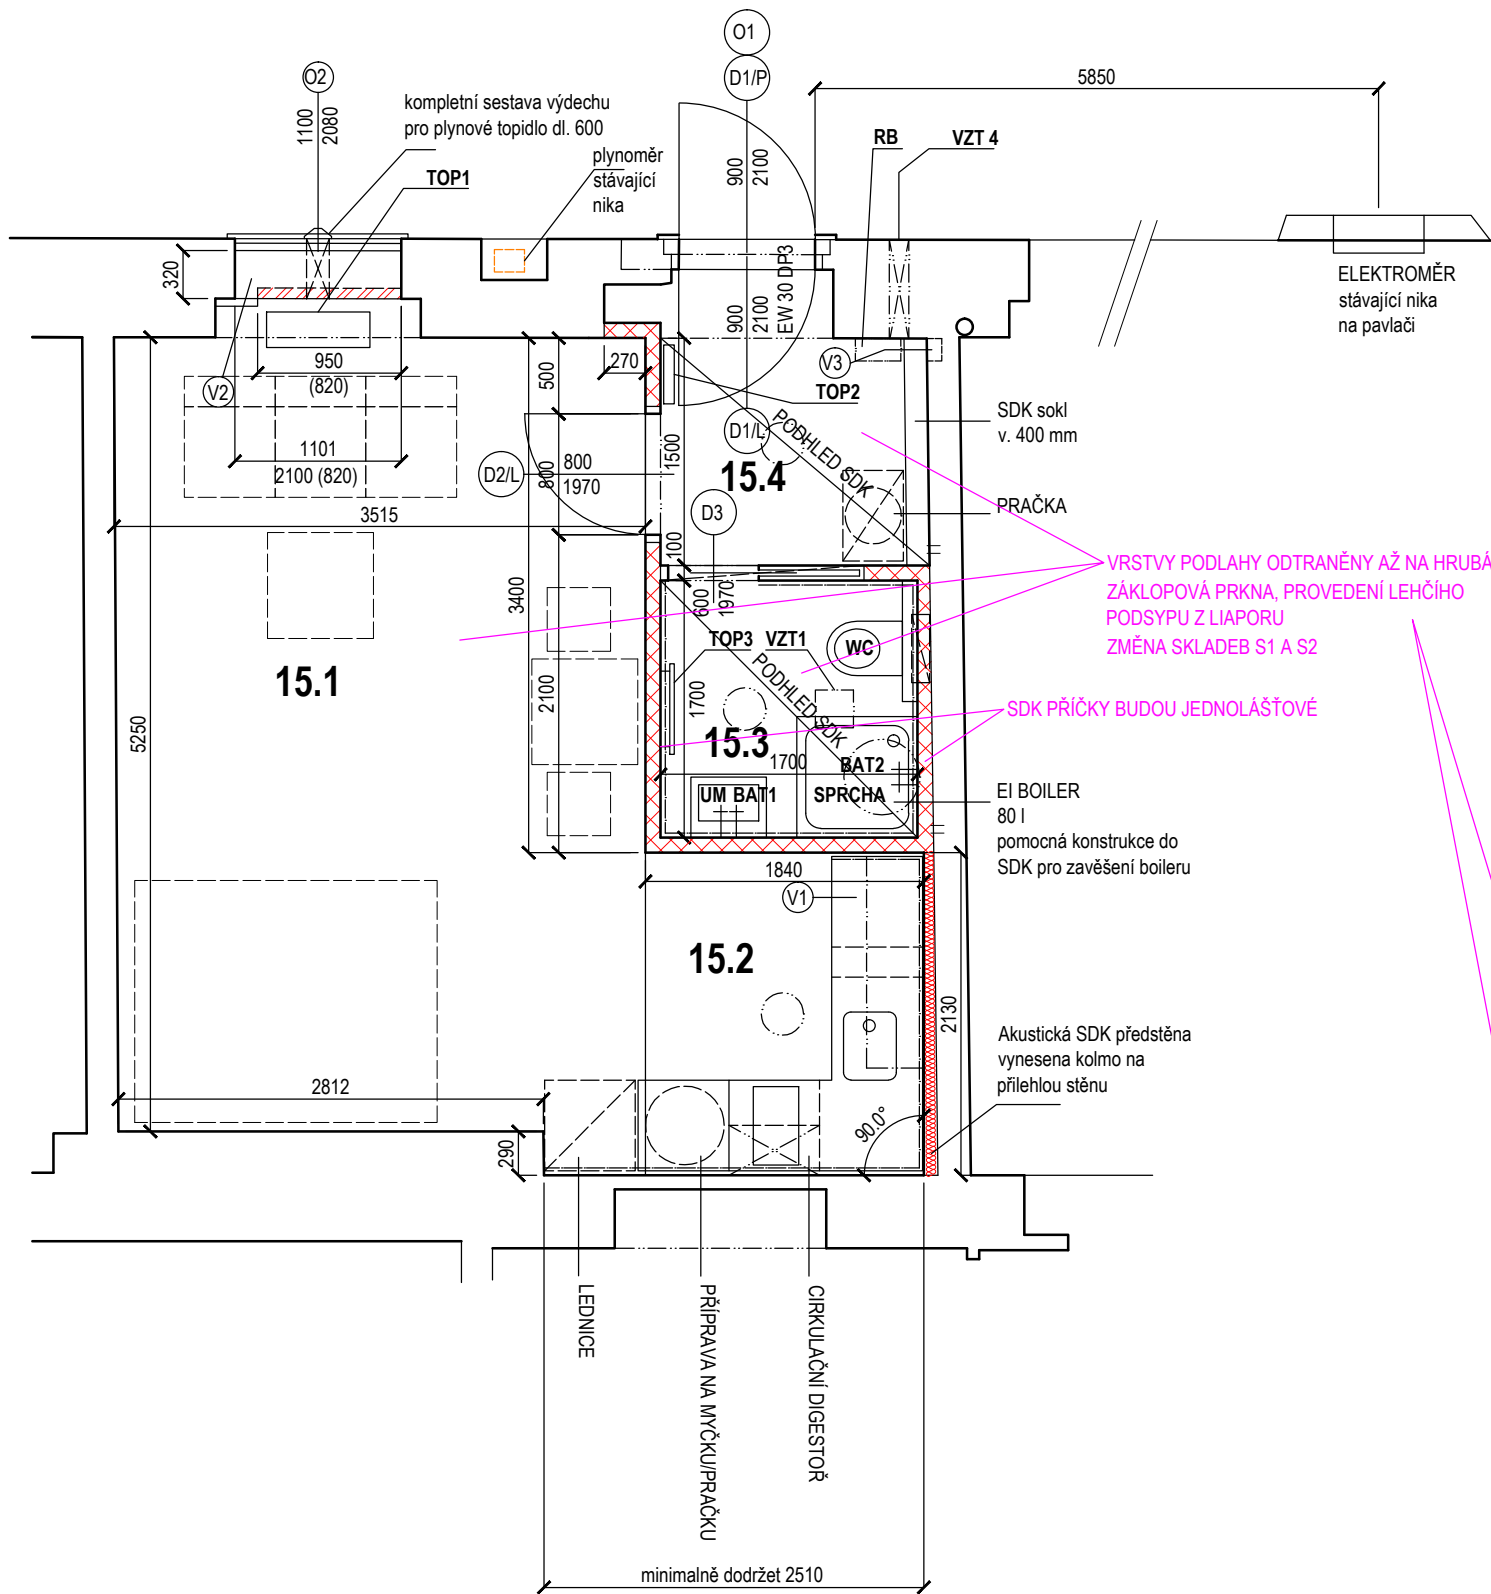 O1
D1/P
O2
5850
kompletní sestava výdechu
pro plynové topidlo dl. 600
1100
2080
900
2100
RB
VZT 4
plynoměr
stávající
nika
TOP1
320
EW 30 DP3
900
2100
ELEKTROMĚR
stávající nika
na pavlači
950
(820)
V2
270
500
V3
TOP2
SDK sokl
v. 400 mm
D1/L
PODHLED SDK
1101
2100 (820)
D2/L
800
800
1970
1500
15.4
PRAČKA
3515
D3
100
VRSTVY PODLAHY ODTRANĚNY AŽ NA HRUBÁ
ZÁKLOPOVÁ PRKNA, PROVEDENÍ LEHČÍHO
PODSYPU Z LIAPORU
ZMĚNA SKLADEB S1 A S2
3400
600
1970
TOP3
VZT1
WC
PODHLED SDK
15.1
2100
1700
SDK PŘÍČKY BUDOU JEDNOLÁŠŤOVÉ
5250
15.3
1700
BAT2
UM BAT1
SPRCHA
El BOILER
80 l
pomocná konstrukce do
SDK pro zavěšení boileru
1840
V1
15.2
2130
Akustická SDK předstěna
vynesena kolmo na
přilehlou stěnu
2812
90.0°
290
LEDNICE
PŘÍPRAVA NA MYČKU/PRAČKU
CIRKULAČNÍ DIGESTOŘ
minimalně dodržet 2510